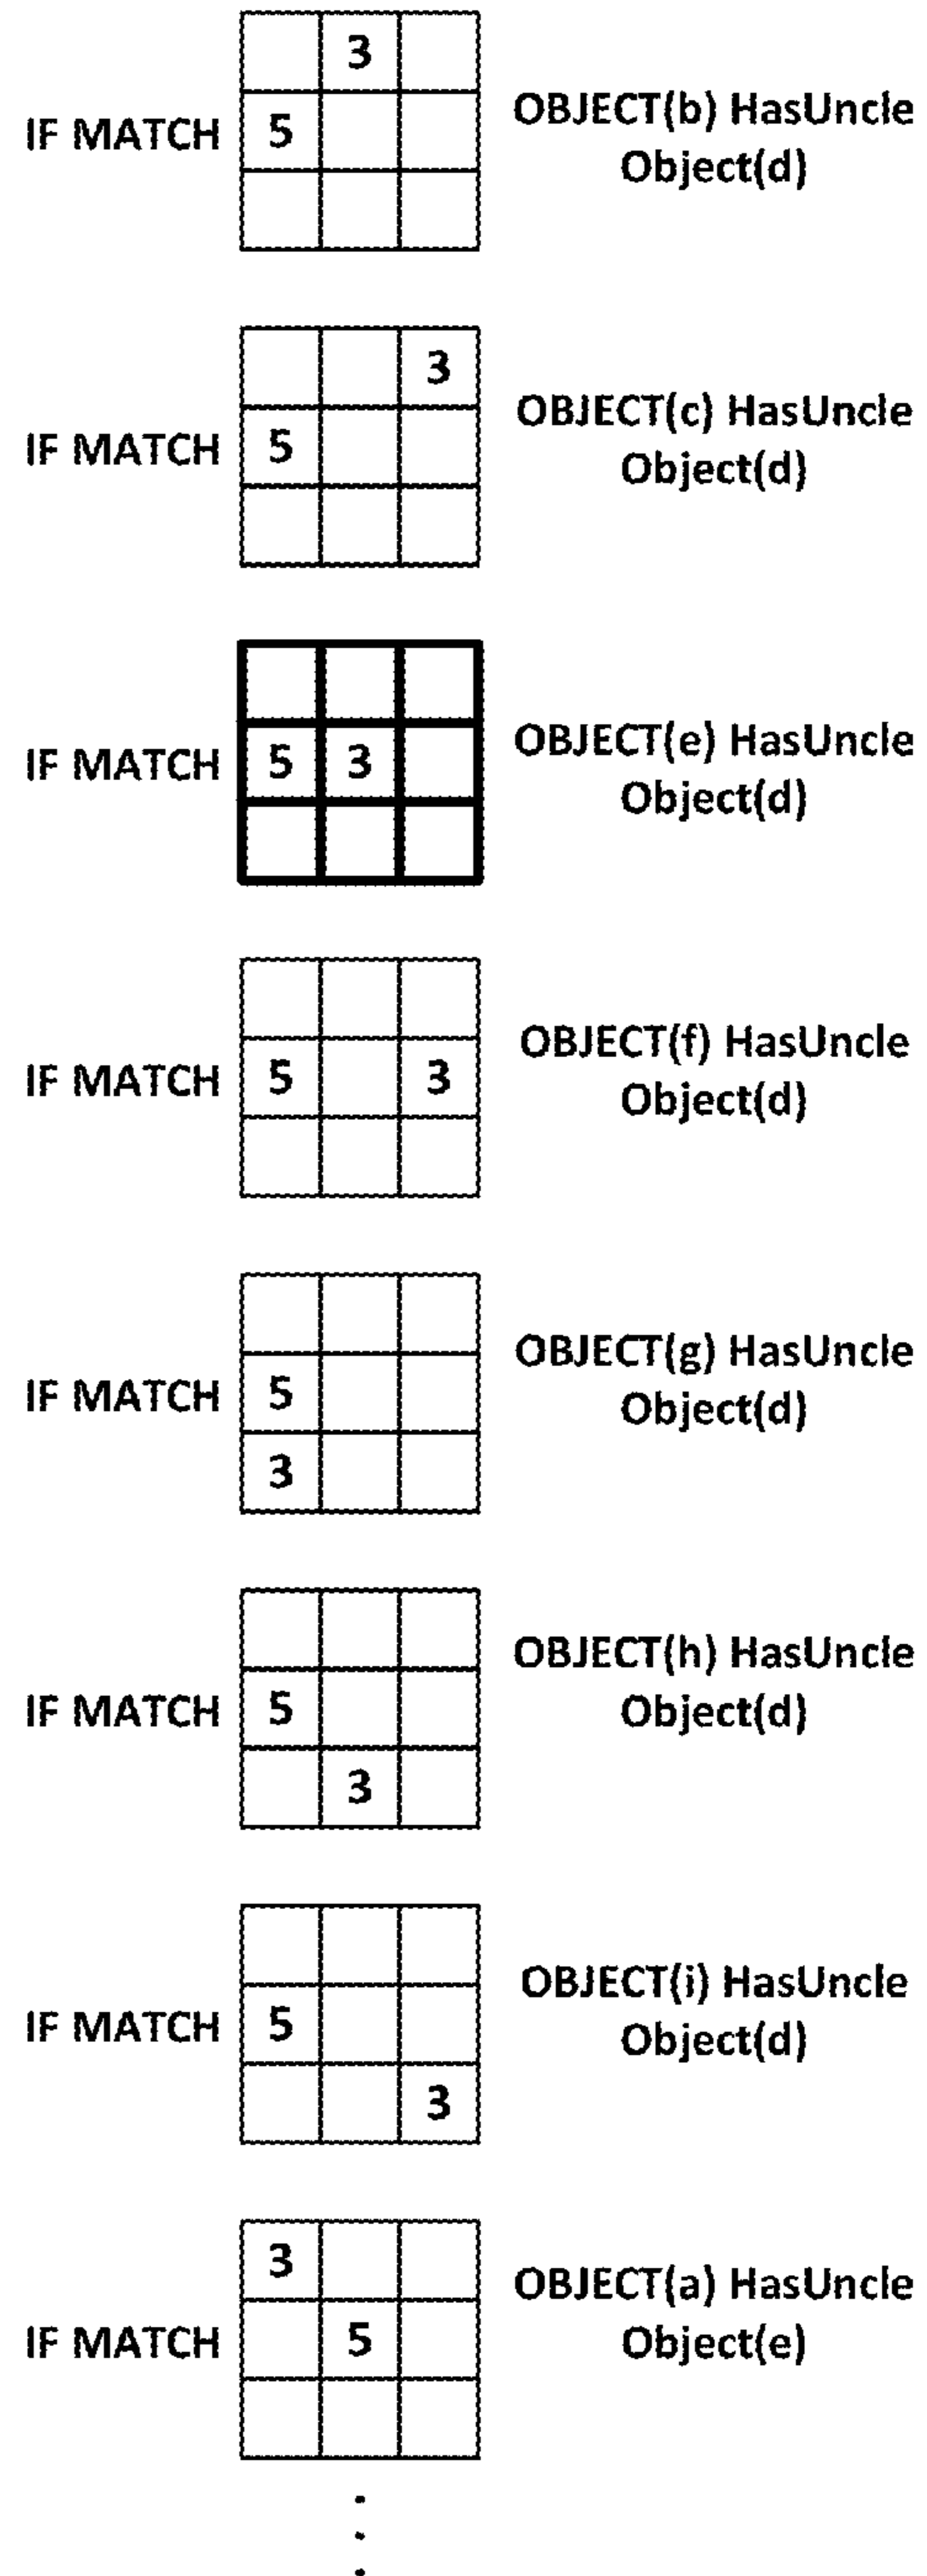 3
OBJECT(b) HasUncle
IF MATCH 5
Object(d)
3
OBJECT(c) HasUncle
IF MATCH 5
Object(d)
OBJECT(e) HasUncle
IF MATCH 5 3
Object(d)
OBJECT(f) HasUncle
IF MATCH 5 3
Object(d)
OBJECT(g) HasUncle
IF MATCH 5
Object(d)
3
OBJECT(h) HasUncle
IF MATCH 5
Object(d)
3
OBJECT(i) HasUncle
IF MATCH 5
Object(d)
3
3
OBJECT(a) HasUncle
IF MATCH 5
Object(e)